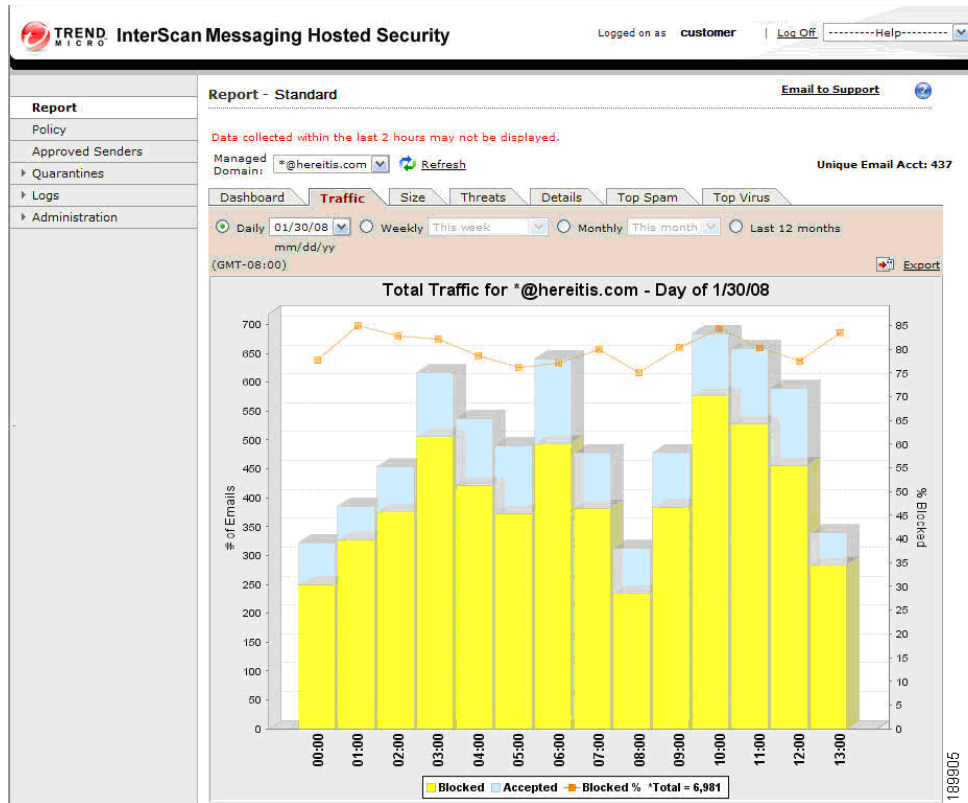 TREND MICRO InterScan Messaging Hosted Security
Logged on as customer | Log Off ---------Help---------
Report
Policy
Approved Senders
Quarantines
Logs
Administration
Report - Standard
Email to Support
Data collected within the last 2 hours may not be displayed.
Managed Domain: *@hereitis.com Refresh
Unique Email Acct: 437
Dashboard Traffic Size Threats Details Top Spam Top Virus
Daily 01/30/08 Weekly This week Monthly This month Last 12 months
mm/dd/yy
(GMT-08:00)
Export
Total Traffic for *@hereitis.com - Day of 1/30/08
# of Emails
700
650
600
550
500
450
400
350
300
250
200
150
100
50
0
% Blocked
85
80
75
70
65
60
55
50
45
40
35
30
25
20
15
10
5
0
00:00 01:00 02:00 03:00 04:00 05:00 06:00 07:00 08:00 09:00 10:00 11:00 12:00 13:00
Blocked Accepted Blocked % *Total = 6,981
189905